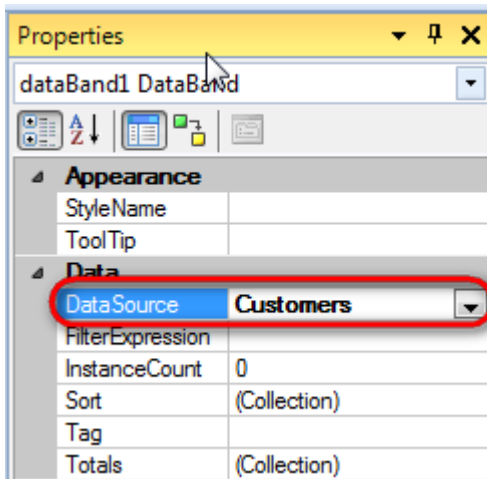 Properties
dataBand1 DataBand
Appearance
StyleName
ToolTip
Data
DataSource Customers
FilterExpression
InstanceCount 0
Sort (Collection)
Tag
Totals (Collection)